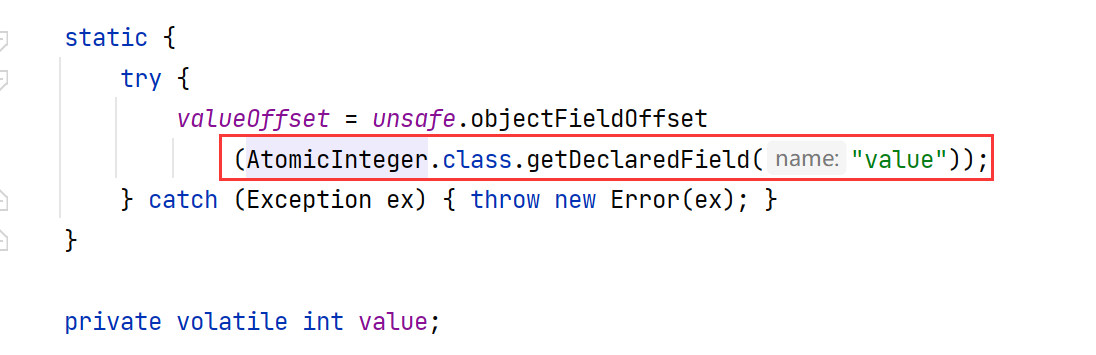 static {
try {
valueOffset = unsafe.objectFieldOffset
(AtomicInteger.class.getDeclaredField( name: "value"));
} catch (Exception ex) { throw new Error(ex); }
}
private volatile int value;